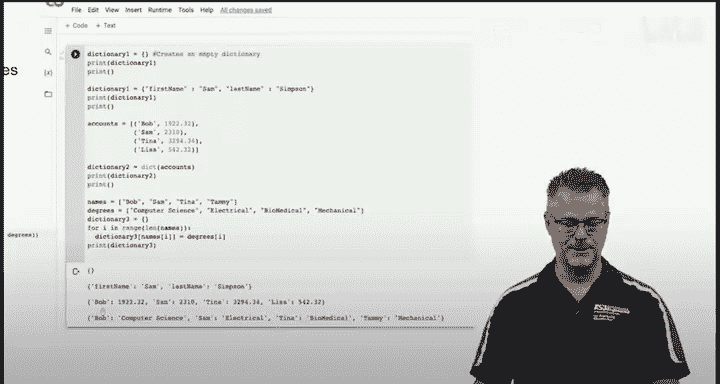 File Edit View Insert Runtime Tools Help All changes saved
+ Code + Text
es
dictionary1 = {} #Creates an empty dictionary
print(dictionary1)
print()
dictionary1 = {"firstName" : "Sam", "lastName" : "Simpson"}
print(dictionary1)
print()
accounts = [('Bob', 1922.32),
('Sam', 2310),
('Tina', 3294.34),
('Lisa', 542.32)]
dictionary2 = dict(accounts)
print(dictionary2)
print()
names = ["Bob", "Sam", "Tina", "Tammy"]
degrees = ["Computer Science", "Electrical", "BioMedical", "Mechanical"]
dictionary3 = {}
for i in range(len(names)):
dictionary3[names[i]] = degrees[i]
print(dictionary3)
degrees))
{}
{'firstName': 'Sam', 'lastName': 'Simpson'}
{'Bob': 1922.32, 'Sam': 2310, 'Tina': 3294.34, 'Lisa': 542.32}
{'Bob': 'Computer Science', 'Sam': 'Electrical', 'Tina': 'BioMedical', 'Tammy': 'Mechanical'}